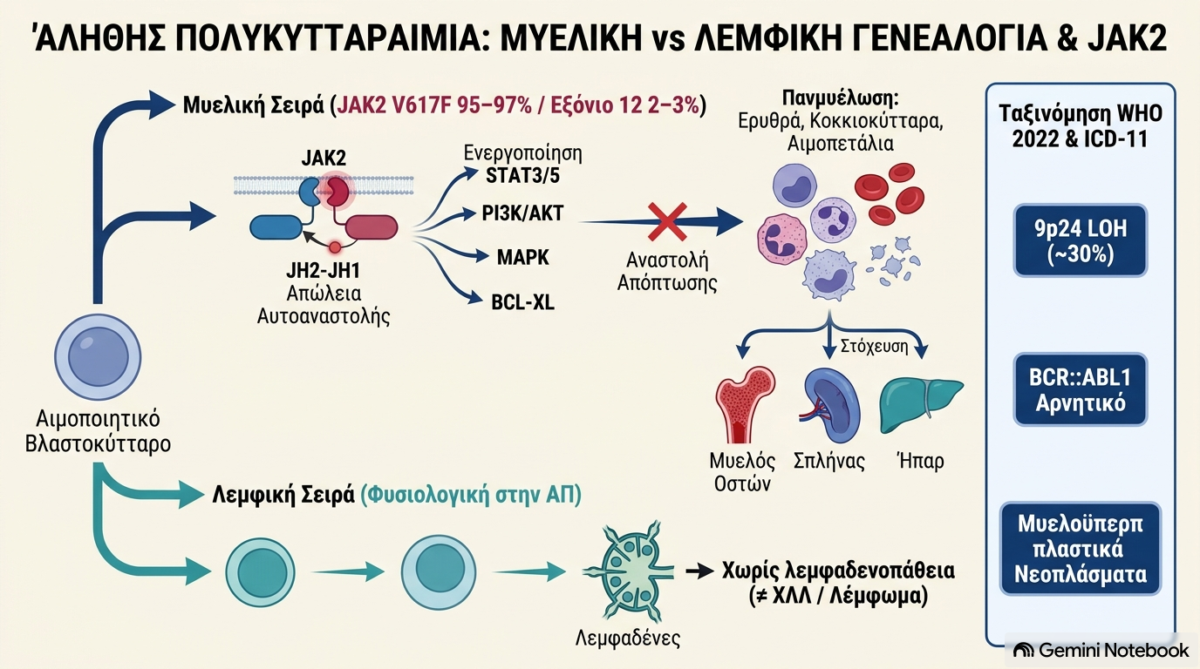 ἈΛΗΘΗΣ ΠΟΛΥΚΥΤΤΑΡΑΙΜΙΑ: ΜΥΕΛΙΚΗ vs ΛΕΜΦΙΚΗ ΓΕΝΕΑΛΟΓΙΑ & JAK2
Μυελική Σειρά (JAK2 V617F 95–97% / Εξόνιο 12 2–3%)
JAK2
JH2-JH1
Απώλεια
Αυτοαναστολής
Ενεργοποίηση
STAT3/5
PI3K/AKT
MAPK
BCL-XL
Αναστολή
Απόπτωσης
Πανμυέλωση:
Ερυθρά, Κοκκιοκύτταρα,
Αιμοπετάλια
Στόχευση
Μυελός
Οστών
Σπλήνας
Ήπαρ
Αιμοποιητικό
Βλαστοκύτταρο
Λεμφική Σειρά (Φυσιολογική στην ΑΠ)
Λεμφαδένες
Χωρίς λεμφαδενοπάθεια
(≠ ΧΛΛ / Λέμφωμα)
Ταξινόμηση WHO
2022 & ICD-11
9p24 LOH
(~30%)
BCR::ABL1
Αρνητικό
Μυελοϋπερπ
πλαστικά
Νεοπλάσματα
Gemini Notebook